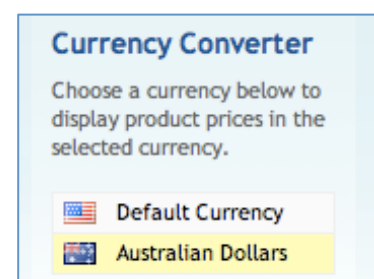 Currency Converter
Choose a currency below to
display product prices in the
selected currency.
Default Currency
Australian Dollars